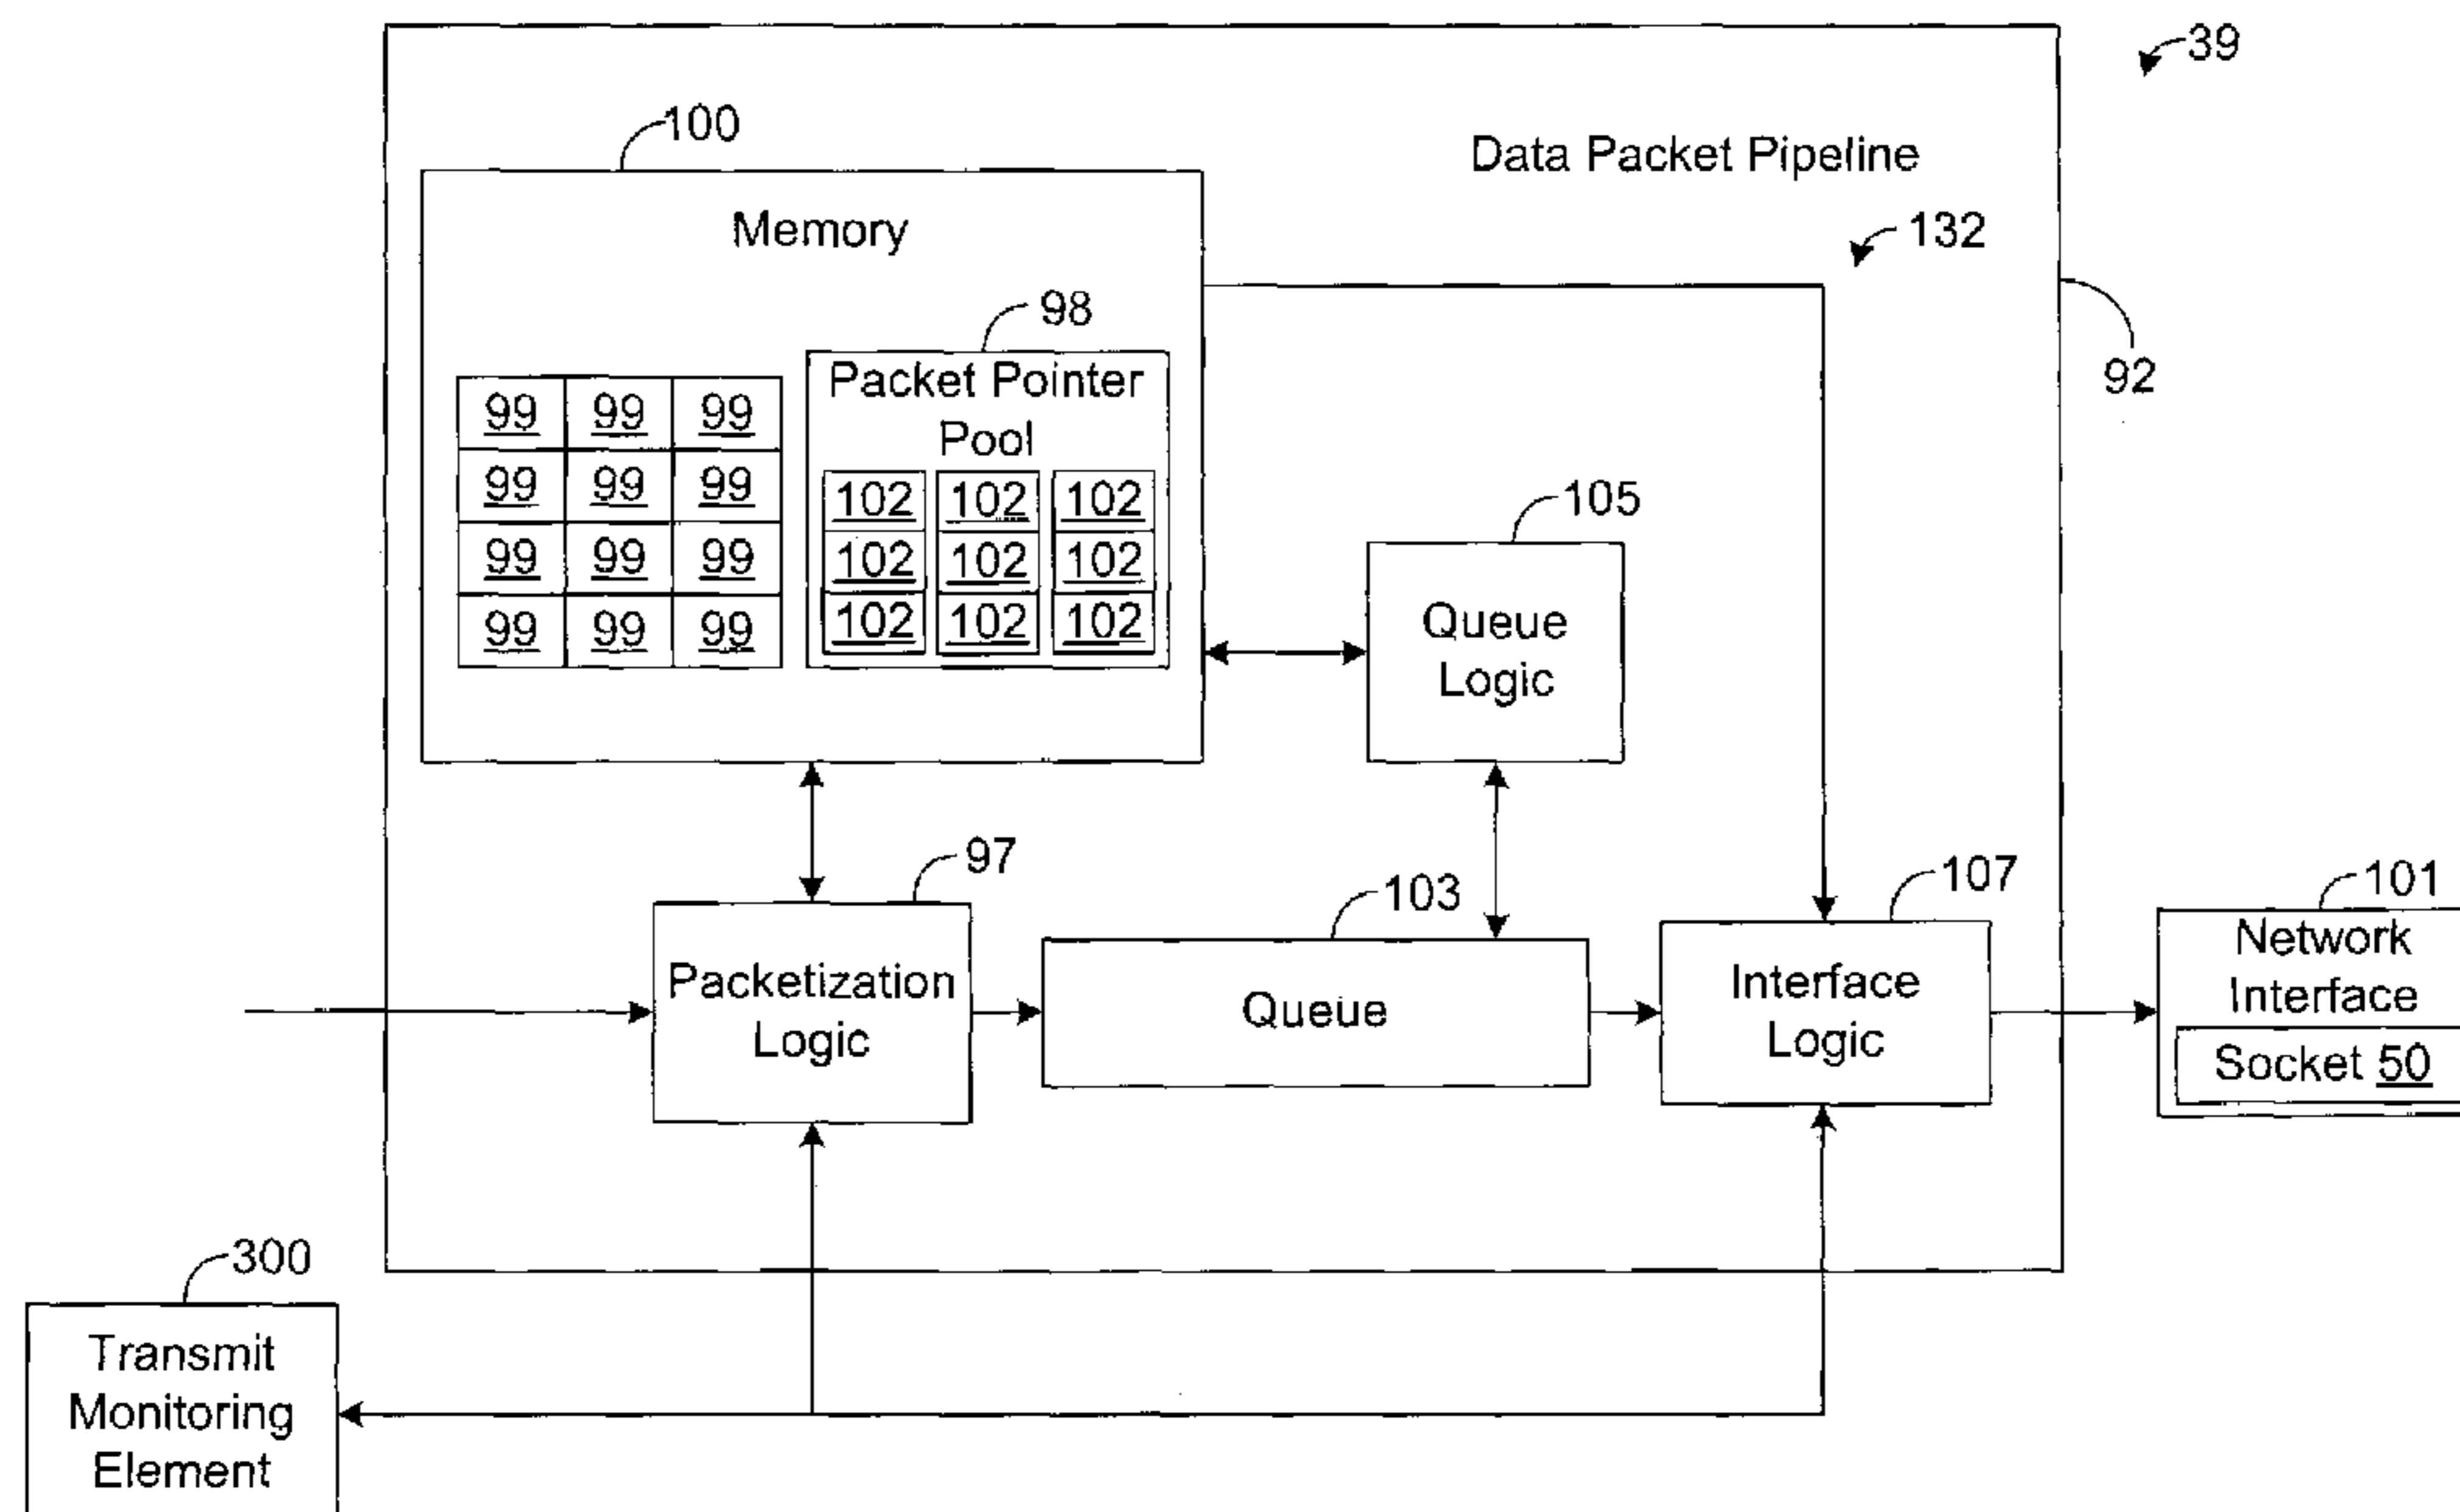 39
100
Data Packet Pipeline
Memory
132
98
92
Packet Pointer
Pool
99 99 99
99 99 99
99 99 99
99 99 99
102 102 102
102 102 102
102 102 102
105
Queue
Logic
97
103
107
101
Packetization
Logic
Queue
Interface
Logic
Network
Interface
Socket 50
300
Transmit
Monitoring
Element